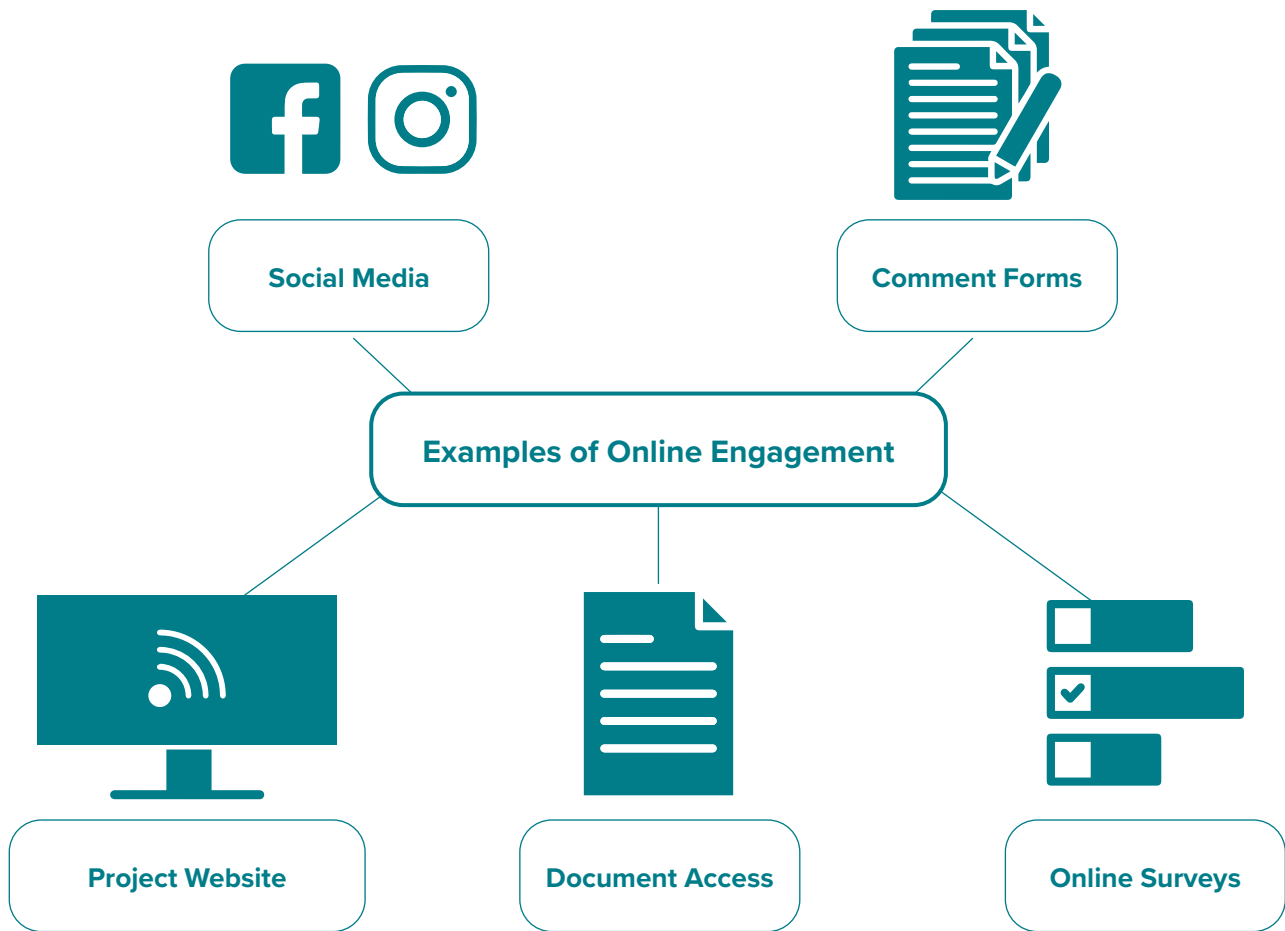 Social Media
Comment Forms
Examples of Online Engagement
Project Website
Document Access
Online Surveys